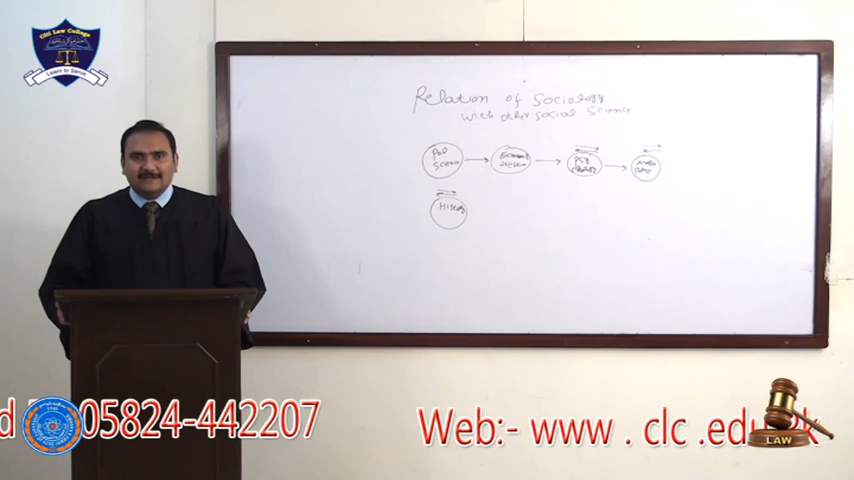 Citi Law College
Learn to Serve
Relation of Sociology
with other social Science
Pol
Science
History
05824-442207
Web:- www . clc .edu
LAW